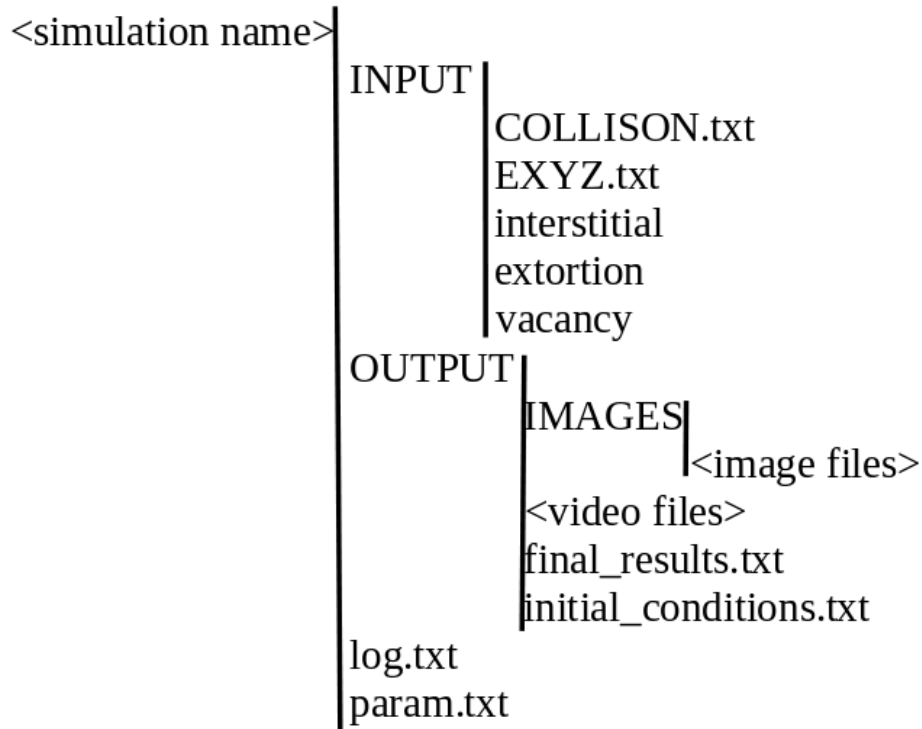 <simulation name>
INPUT
COLLISON.txt
EXYZ.txt
interstitial
extortion
vacancy
OUTPUT
IMAGES
<image files>
<video files>
final_results.txt
initial_conditions.txt
log.txt
param.txt